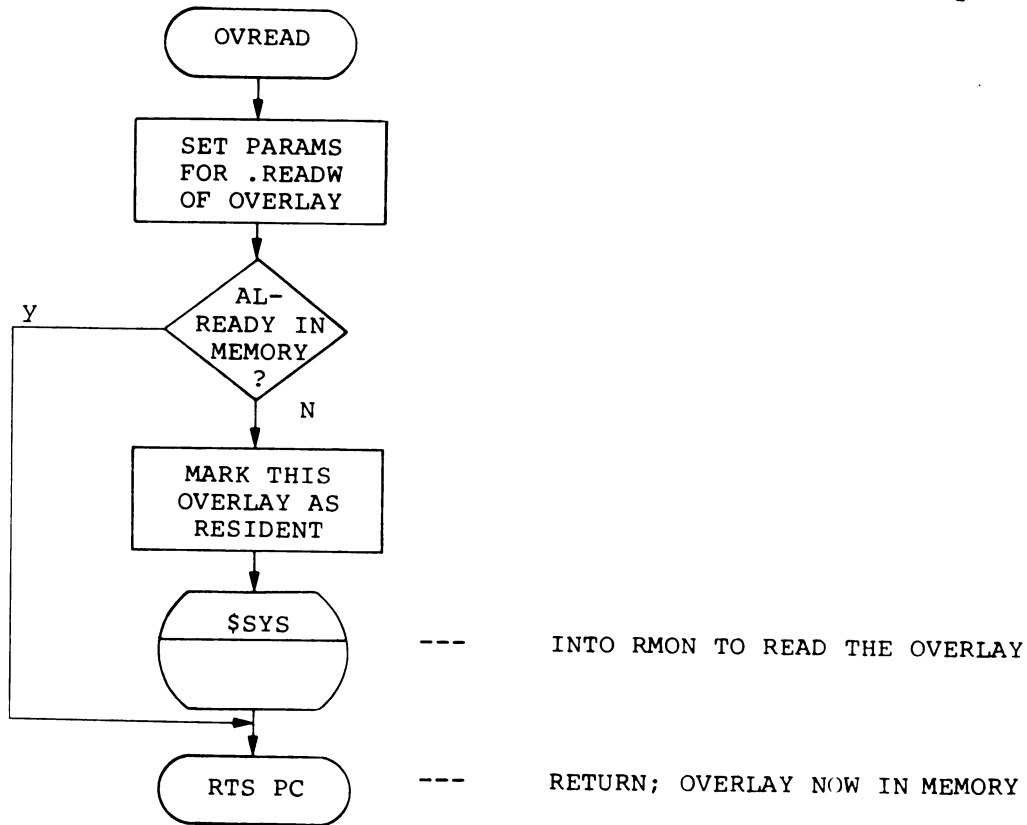 OVREAD
SET PARAMS
FOR .READW
OF OVERLAY
AL-
READY IN
MEMORY
?
Y
N
MARK THIS
OVERLAY AS
RESIDENT
$SYS
--- INTO RMON TO READ THE OVERLAY
RTS PC
--- RETURN; OVERLAY NOW IN MEMORY